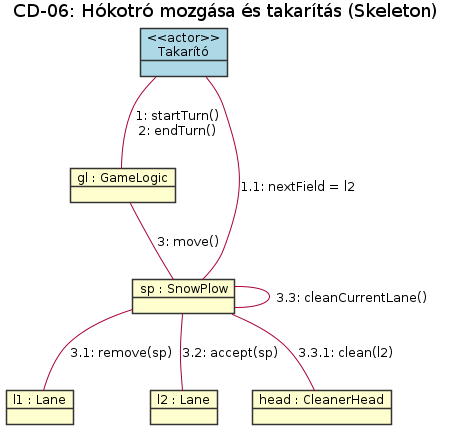 CD-06: Hókotró mozgása és takarítás (Skeleton)
<<actor>>
Takarító
1: startTurn()
2: endTurn()
gl : GameLogic
1.1: nextField = l2
3: move()
sp : SnowPlow
3.3: cleanCurrentLane()
3.1: remove(sp)
3.2: accept(sp)
3.3.1: clean(l2)
l1 : Lane
l2 : Lane
head : CleanerHead